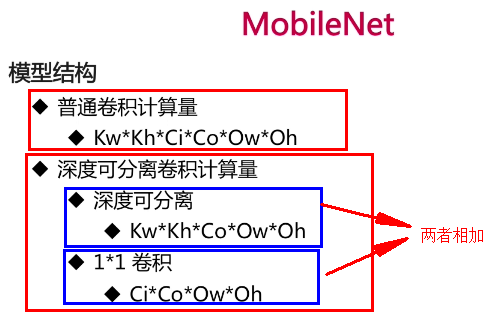 MobileNet
模型结构
◆ 普通卷积计算量
◆ Kw*Kh*Ci*Co*Ow*Oh
◆ 深度可分离卷积计算量
◆ 深度可分离
◆ Kw*Kh*Co*Ow*Oh
两者相加
◆ 1*1 卷积
◆ Ci*Co*Ow*Oh